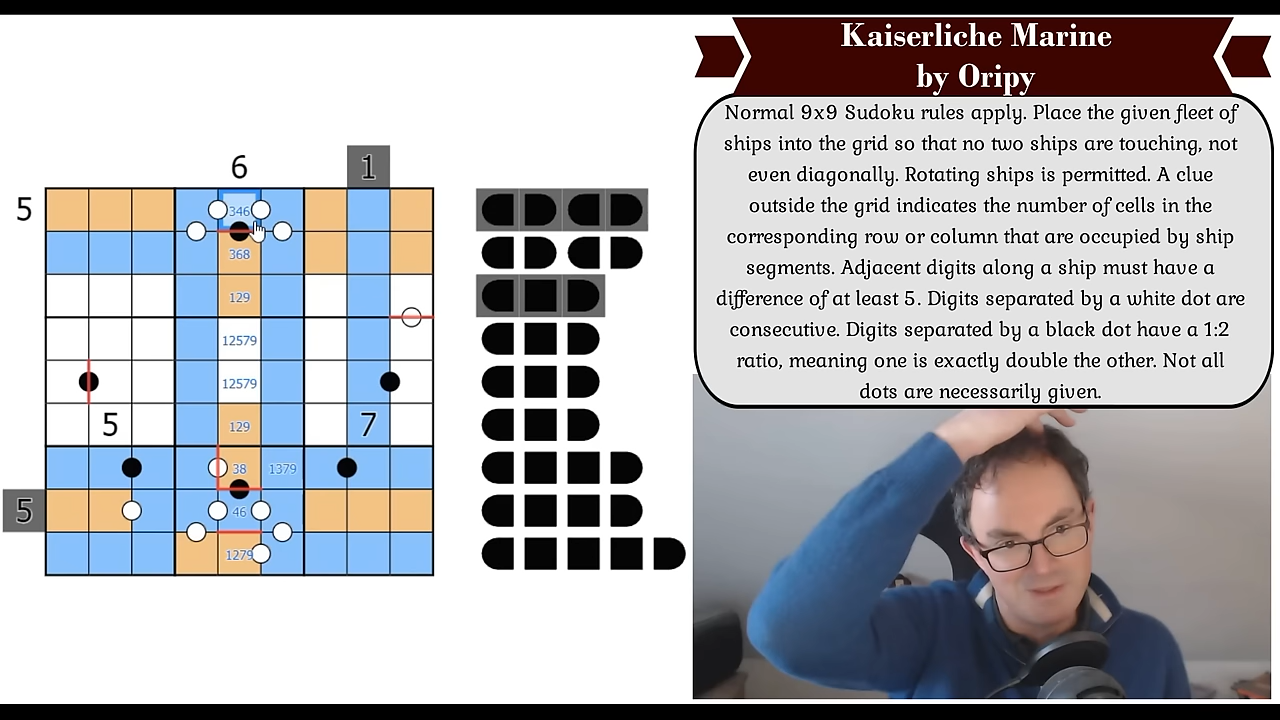 Kaiserliche Marine
by Oripy
Normal 9x9 Sudoku rules apply. Place the given fleet of
ships into the grid so that no two ships are touching, not
even diagonally. Rotating ships is permitted. A clue
outside the grid indicates the number of cells in the
corresponding row or column that are occupied by ship
segments. Adjacent digits along a ship must have a
difference of at least 5. Digits separated by a white dot are
consecutive. Digits separated by a black dot have a 1:2
ratio, meaning one is exactly double the other. Not all
dots are necessarily given.
6 1
5 346
368
129
12579
12579
5 129 7
38 1379
5 46
1279